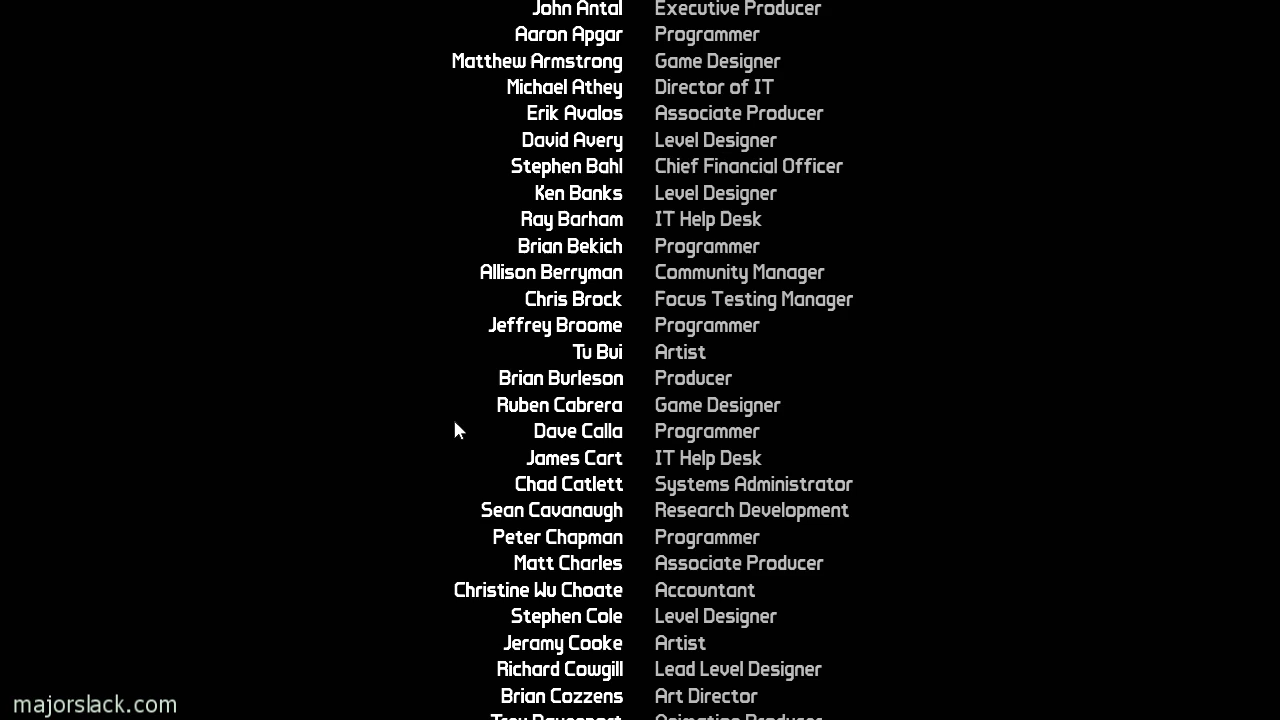 John Antal Executive Producer
Aaron Apgar Programmer
Matthew Armstrong Game Designer
Michael Athey Director of IT
Erik Avalos Associate Producer
David Avery Level Designer
Stephen Bahl Chief Financial Officer
Ken Banks Level Designer
Ray Barham IT Help Desk
Brian Bekich Programmer
Allison Berryman Community Manager
Chris Brock Focus Testing Manager
Jeffrey Broome Programmer
Tu Bui Artist
Brian Burleson Producer
Ruben Cabrera Game Designer
Dave Calla Programmer
James Cart IT Help Desk
Chad Catlett Systems Administrator
Sean Cavanaugh Research Development
Peter Chapman Programmer
Matt Charles Associate Producer
Christine Wu Choate Accountant
Stephen Cole Level Designer
Jeramy Cooke Artist
Richard Cowgill Lead Level Designer
Brian Cozzens Art Director
majorslack.com